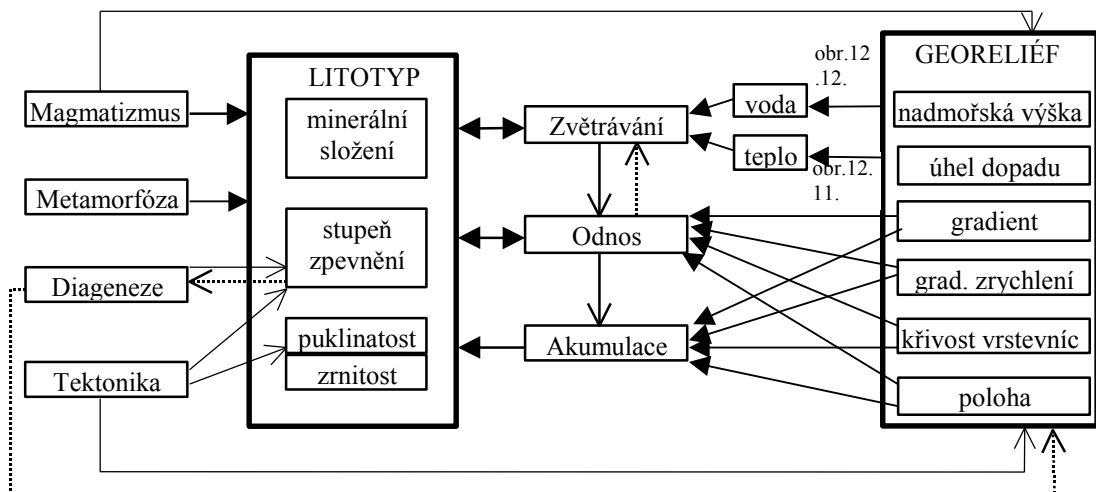 Magmatizmus
Metamorfóza
Diageneze
Tektonika
LITOTYP
minerální
složení
stupeň
zpevnění
puklinatost
zrnitost
Zvětrávání
Odnos
Akumulace
voda
teplo
obr.12
.12.
obr.12.
11.
GEORELIÉF
nadmořská výška
úhel dopadu
gradient
grad. zrychlení
křivost vrstevníc
poloha